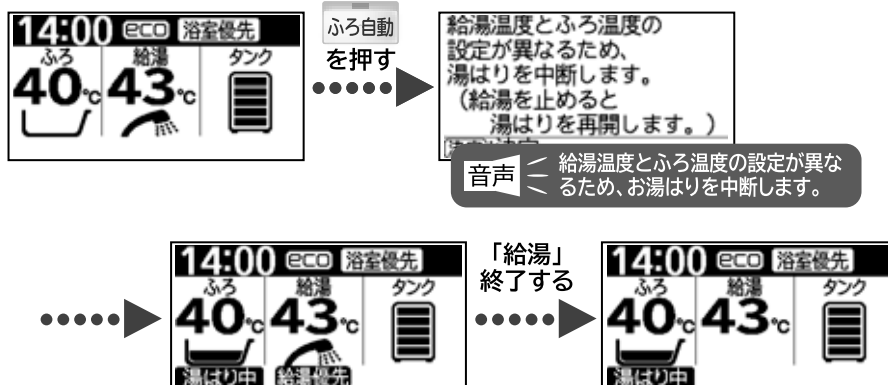 14:00 eco 浴室優先
ふろ 給湯 タンク
40℃ 43℃
ふろ自動
を押す
給湯温度とふろ温度の
設定が異なるため、
湯はりを中断します。
（給湯を止めると
湯はりを再開します。）
音声
給湯温度とふろ温度の設定が異な
るため、お湯はりを中断します。
14:00 eco 浴室優先
ふろ 給湯 タンク
40℃ 43℃
湯はり中 給湯優先
「給湯」
終了する
14:00 eco 浴室優先
ふろ 給湯 タンク
40℃ 43℃
湯はり中